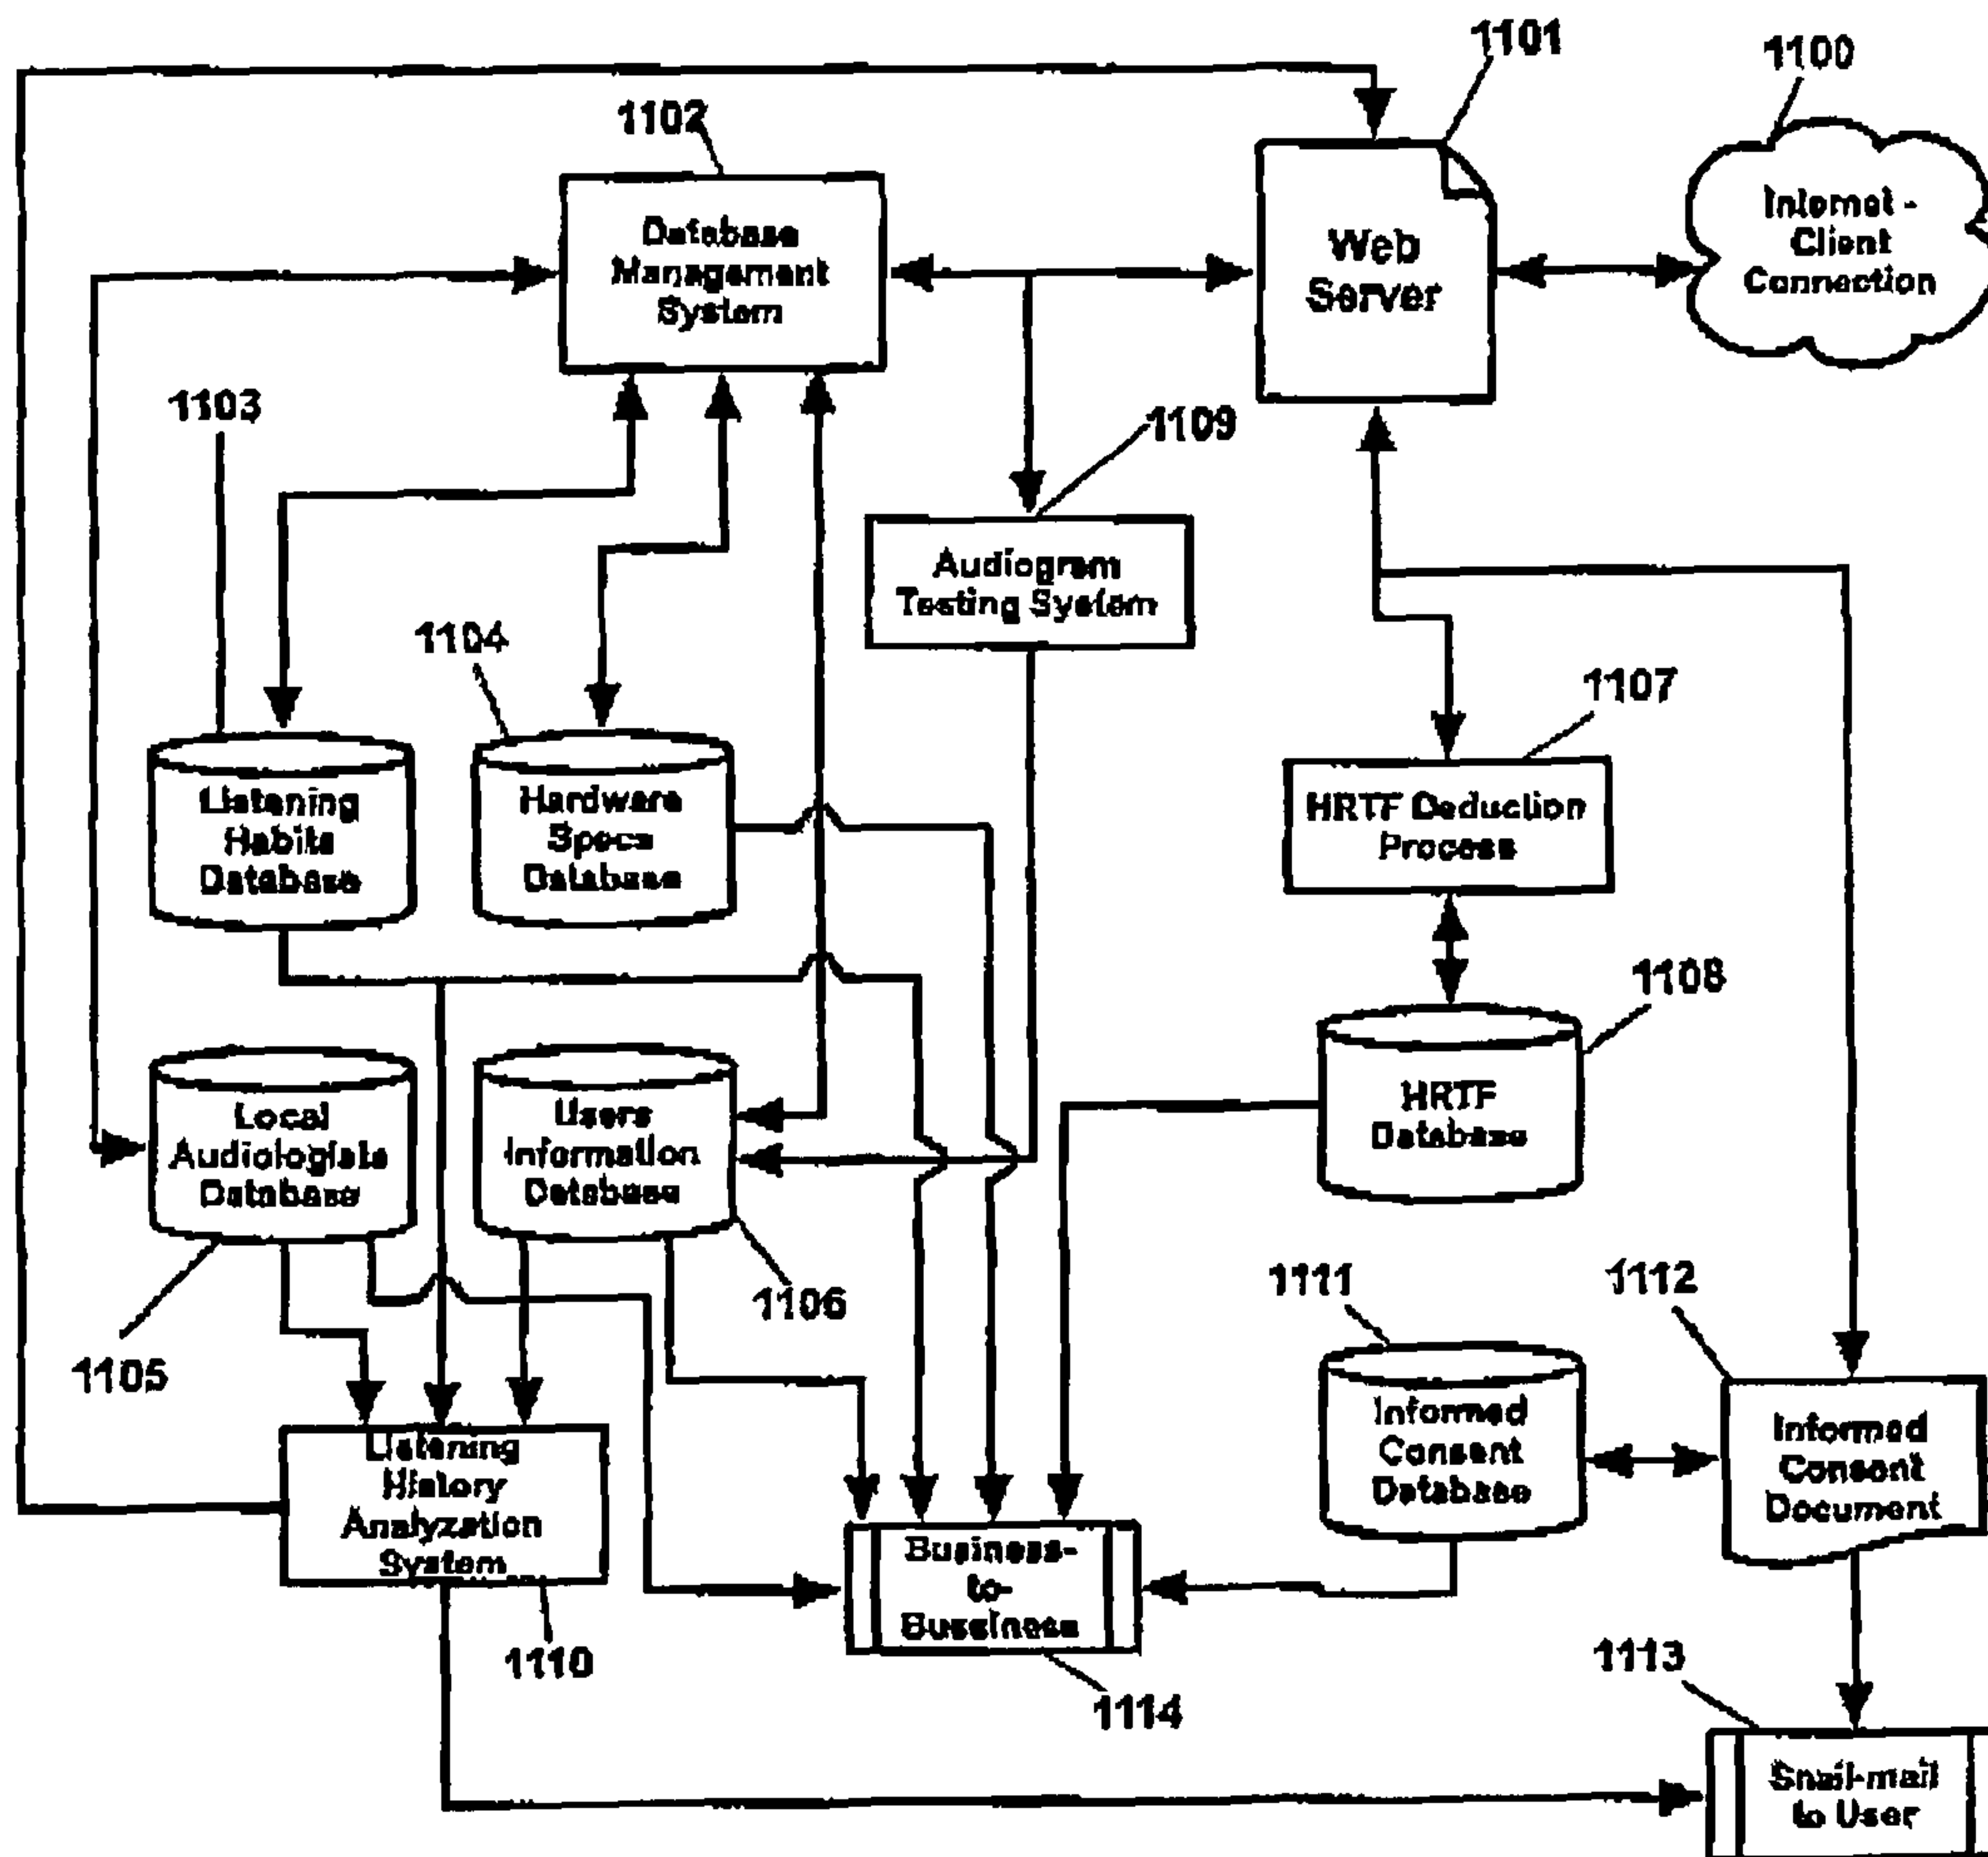 1101
1100
1102
Internet -
Client
Connection
Database
Management
System
Web
Server
1103
1109
Audiogram
Testing System
1104
1107
Listening
Habits
Database
Hardware
Specs
Database
HRTF Deduction
Process
1108
Local
Audiologists
Database
Users
Information
Database
HRTF
Database
1106
1111
1112
1105
Informed
Consent
Database
Informed
Consent
Document
Listening
History
Analyzation
System
Business-
to-
Bussiness
1110
1113
1114
Snail-mail
to User